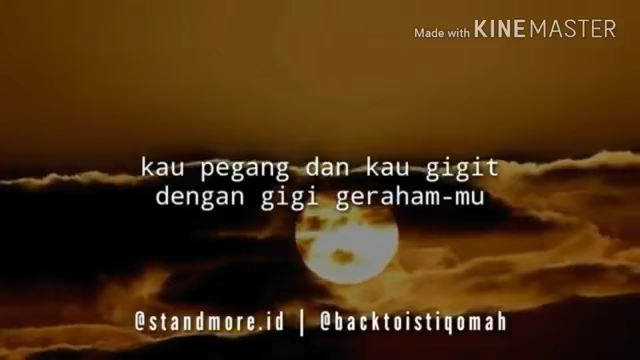 Made with KINEMASTER
kau pegang dan kau gigit
dengan gigi geraham-mu
@standmore.id | @backtoistiqomah